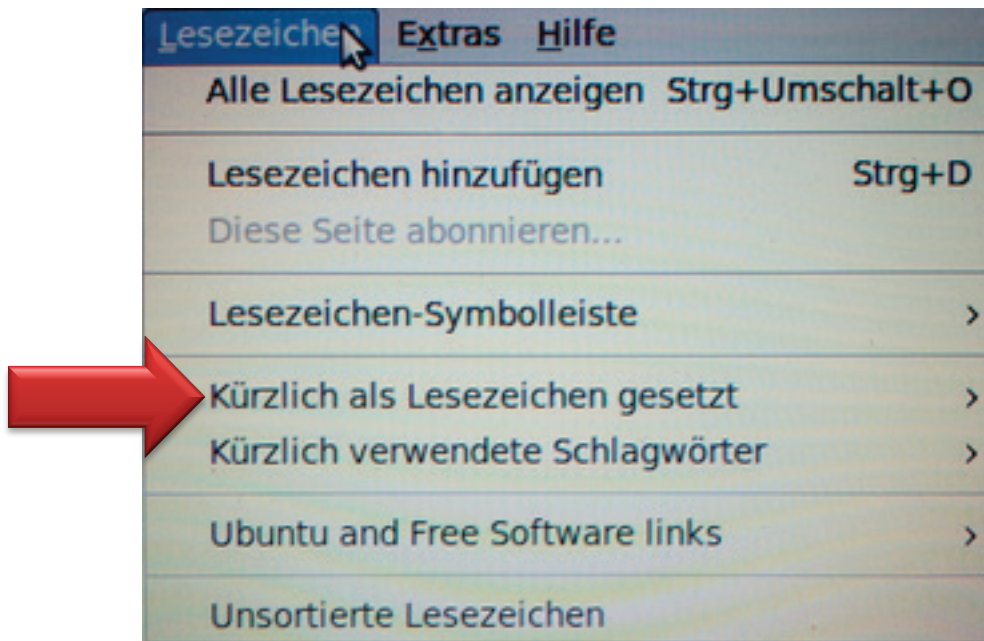 Lesezeichen Extras Hilfe
Alle Lesezeichen anzeigen Strg+Umschalt+O
Lesezeichen hinzufügen Strg+D
Diese Seite abonnieren...
Lesezeichen-Symbolleiste >
Kürzlich als Lesezeichen gesetzt >
Kürzlich verwendete Schlagwörter >
Ubuntu and Free Software links >
Unsortierte Lesezeichen